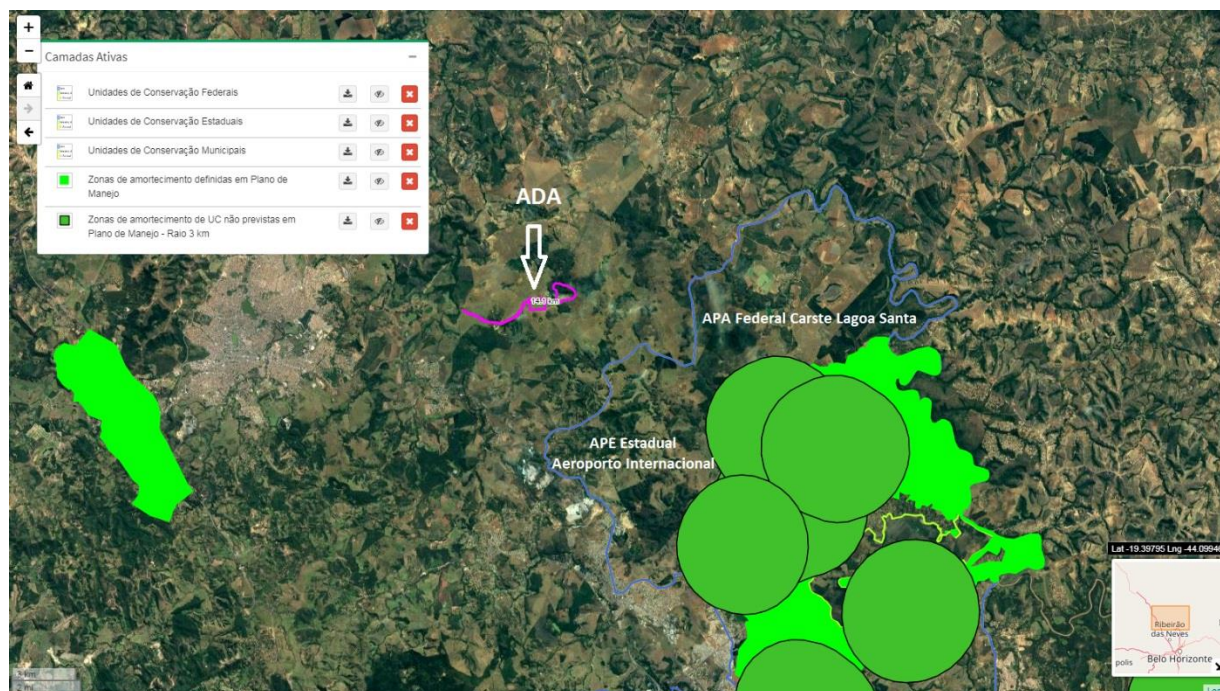 +
−
Camadas Ativas
Unidades de Conservação Federais
Unidades de Conservação Estaduais
Unidades de Conservação Municipais
Zonas de amortecimento definidas em Plano de
Manejo
Zonas de amortecimento de UC não previstas em
Plano de Manejo - Raio 3 km
ADA
APA Federal Carste Lagoa Santa
APE Estadual
Aeroporto Internacional
Lat -19.39795 Lng -44.0994
Ribeirão
das Neves
polis
Belo Horizonte